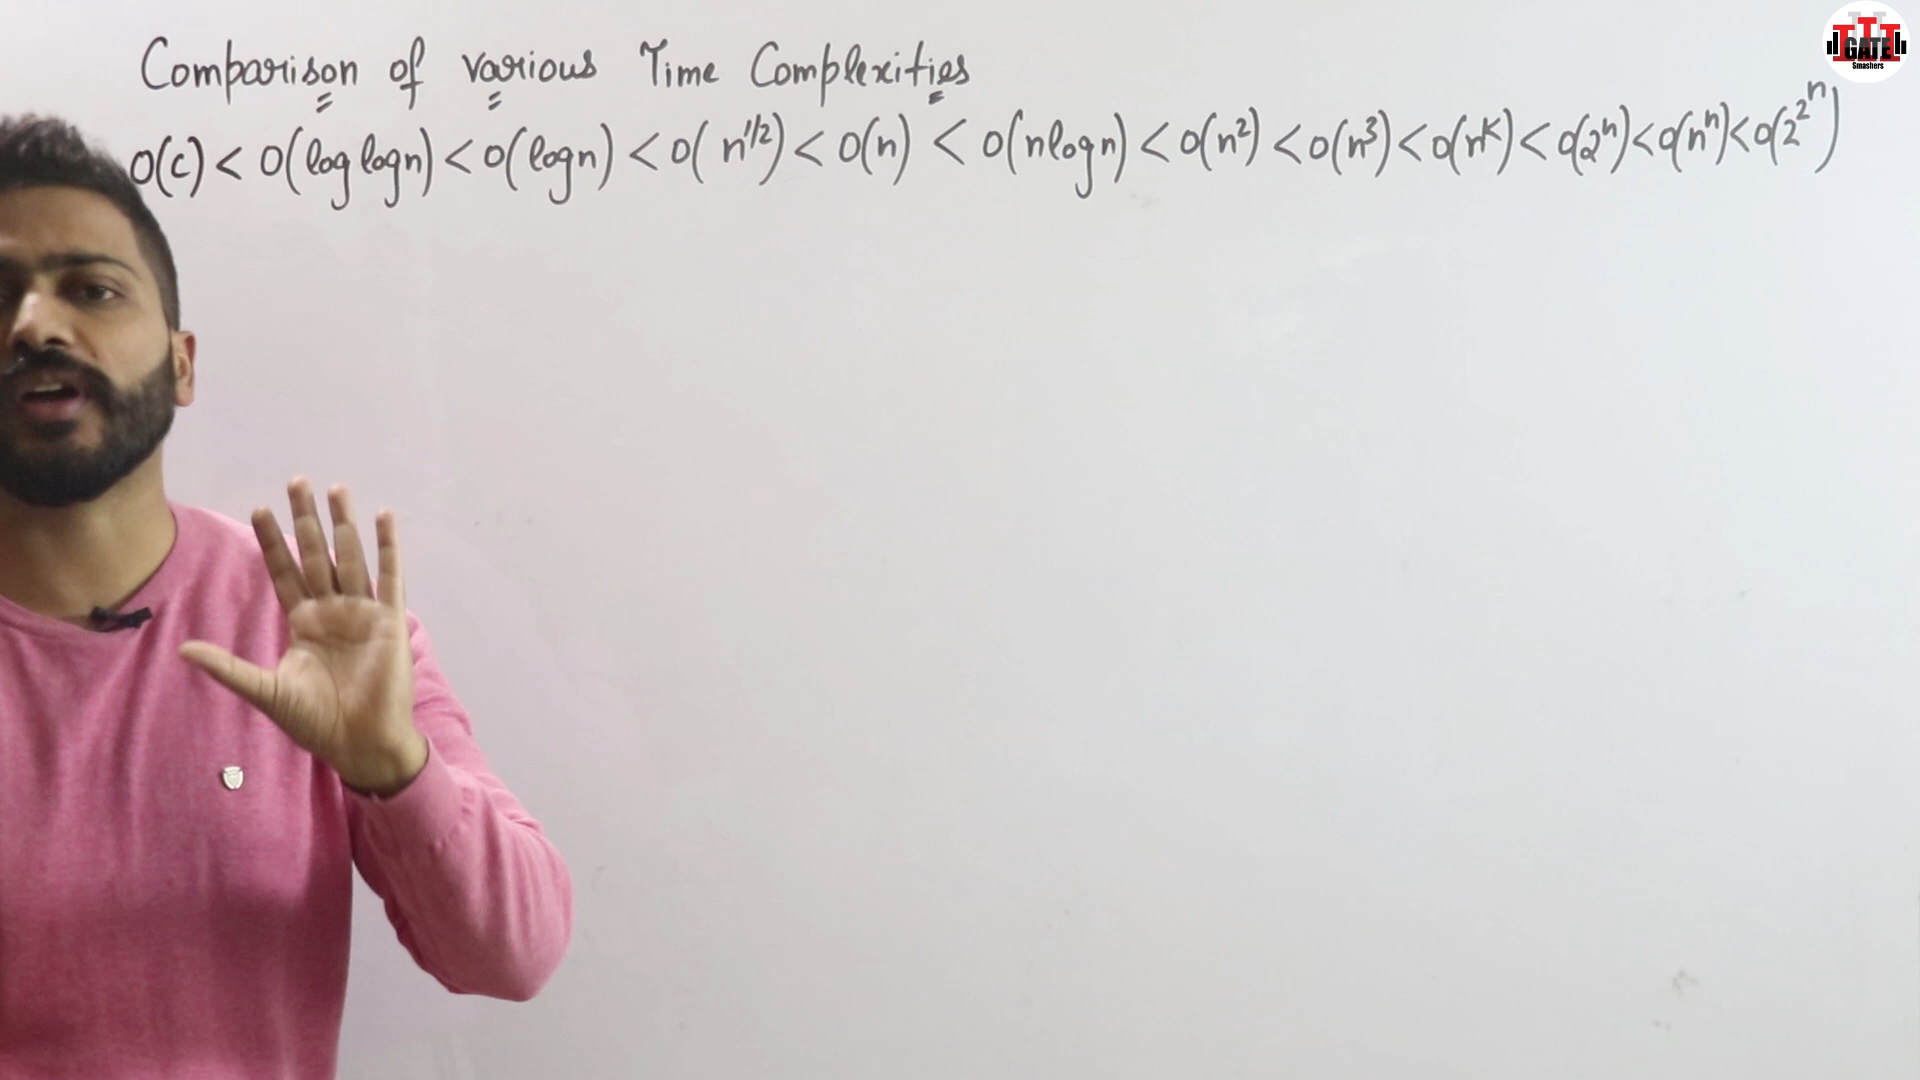 Comparison of various Time Complexities
O(c) < O(log log n) < O(log n) < O(n^1/2) < O(n) < O(n log n) < O(n^2) < O(n^3) < O(n^k) < O(2^n) < O(n^n) < O(2^2^n)
GATE
Smashers